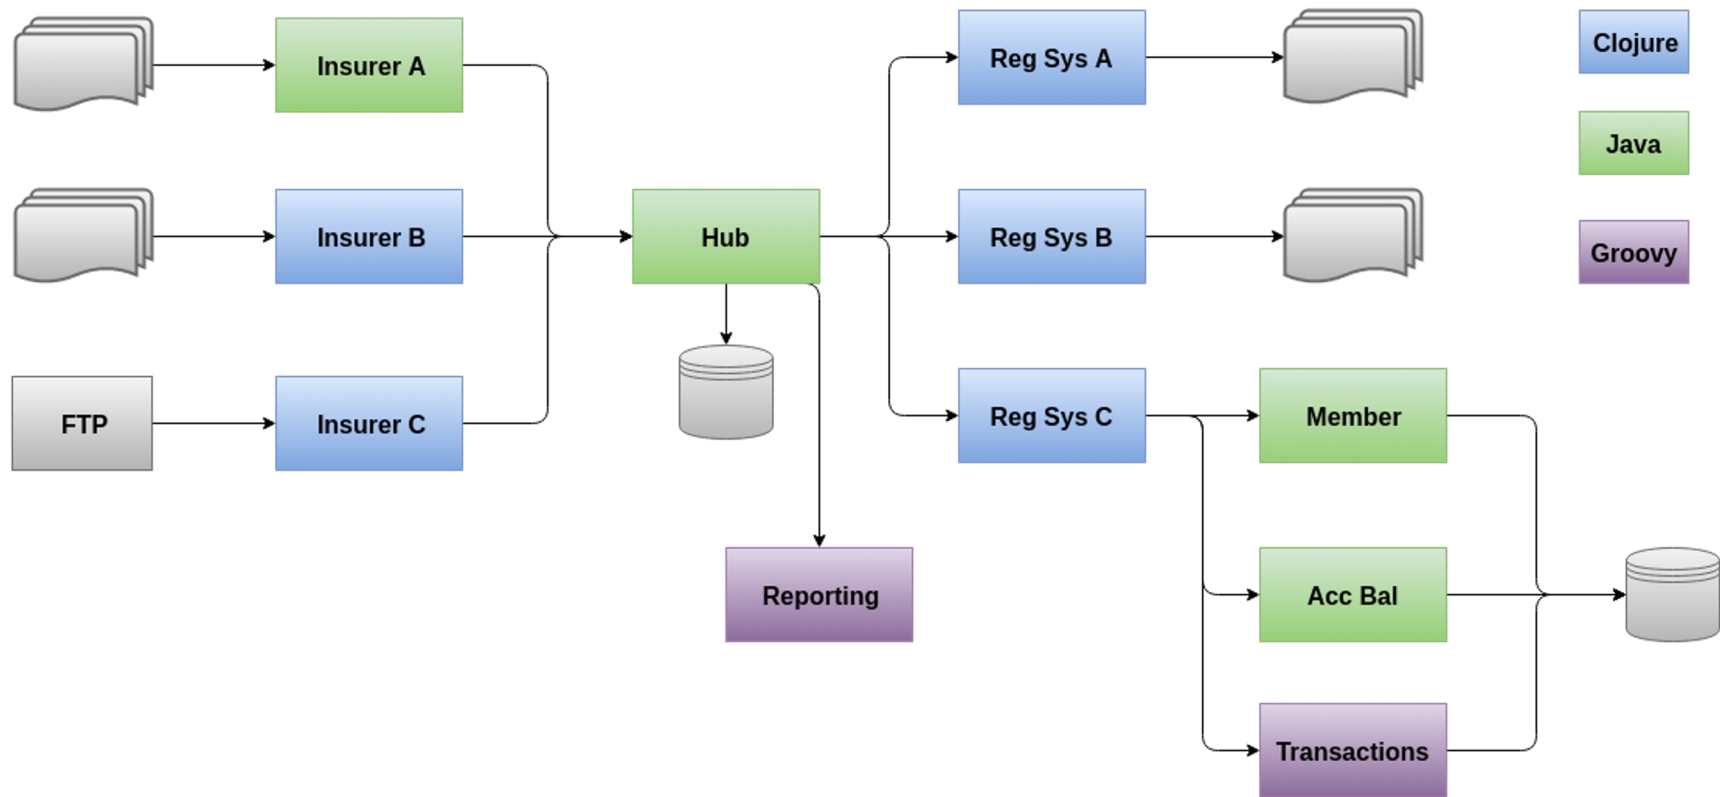 Insurer A
Reg Sys A
Clojure
Java
Insurer B
Hub
Reg Sys B
Groovy
FTP
Insurer C
Reg Sys C
Member
Reporting
Acc Bal
Transactions